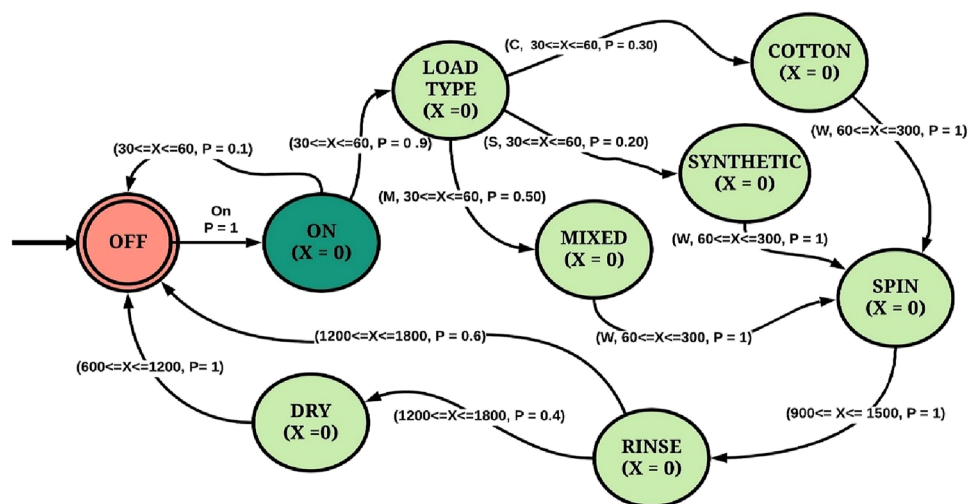 (C, 30<=X<=60, P = 0.30)
COTTON
(X = 0)
LOAD
TYPE
(X =0)
(W, 60<=X<=300, P = 1)
(30<=X<=60, P = 0.1)
(30<=X<=60, P = 0 .9)
(S, 30<=X<=60, P = 0.20)
SYNTHETIC
(X = 0)
(M, 30<=X<=60, P = 0.50)
On
P = 1
OFF
ON
(X = 0)
MIXED
(X = 0)
(W, 60<=X<=300, P = 1)
SPIN
(X = 0)
(1200<=X<=1800, P = 0.6)
(W, 60<=X<=300, P = 1)
(600<=X<=1200, P= 1)
DRY
(X =0)
(1200<=X<=1800, P = 0.4)
(900<= X<= 1500, P = 1)
RINSE
(X = 0)